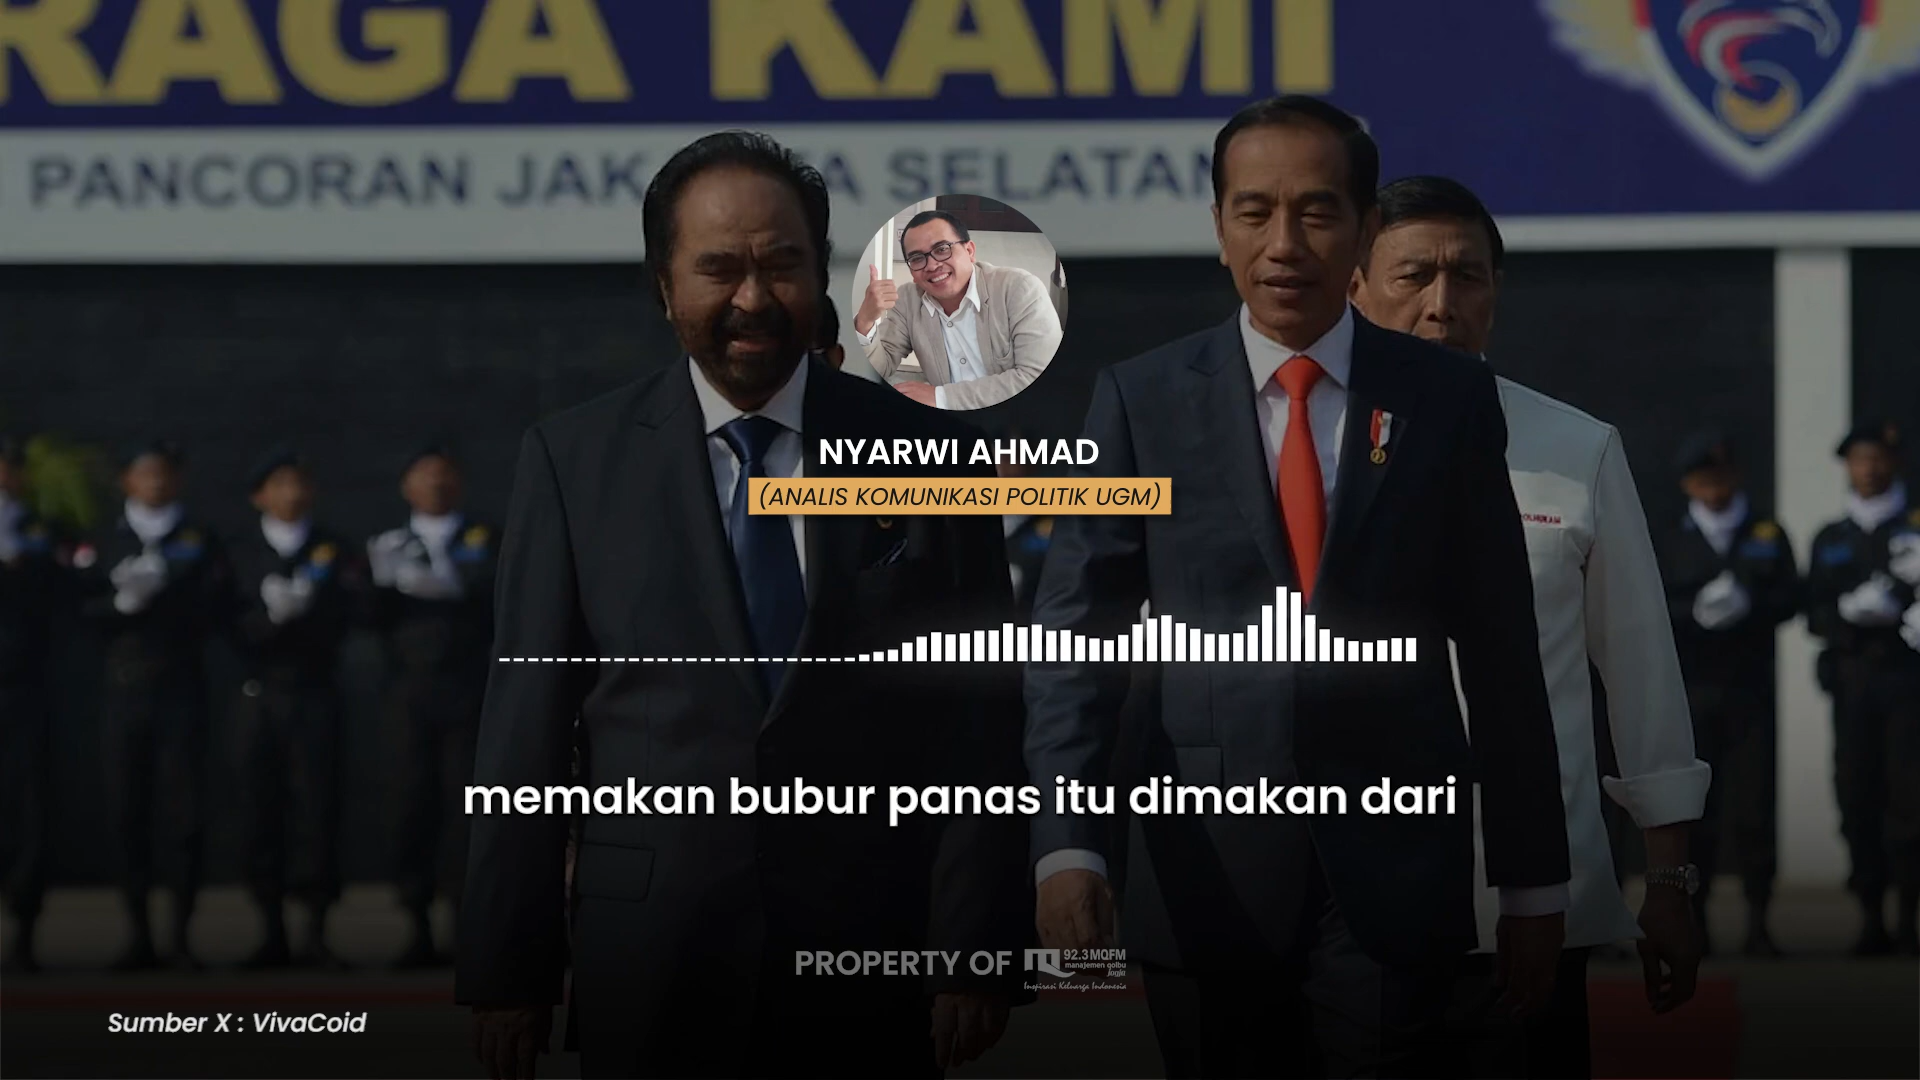 RAGA KAMI
PANCORAN JAK TA SELATAN
NYARWI AHMAD
(ANALIS KOMUNIKASI POLITIK UGM)
memakan bubur panas itu dimakan dari
PROPERTY OF
92.3 MQFM
manajemen qolbu
jogja
Inspirasi Keluarga Indonesia
Sumber X : VivaCoid